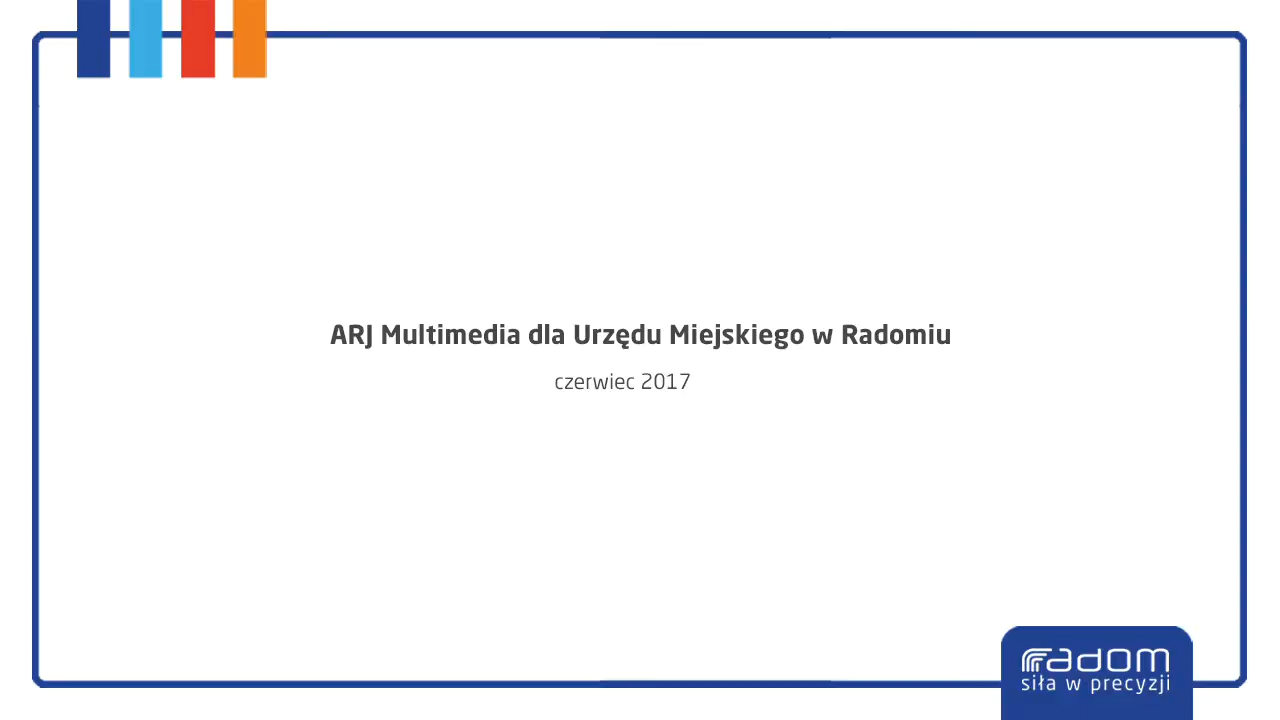 ARJ Multimedia dla Urzędu Miejskiego w Radomiu
czerwiec 2017
radom
siła w precyzji